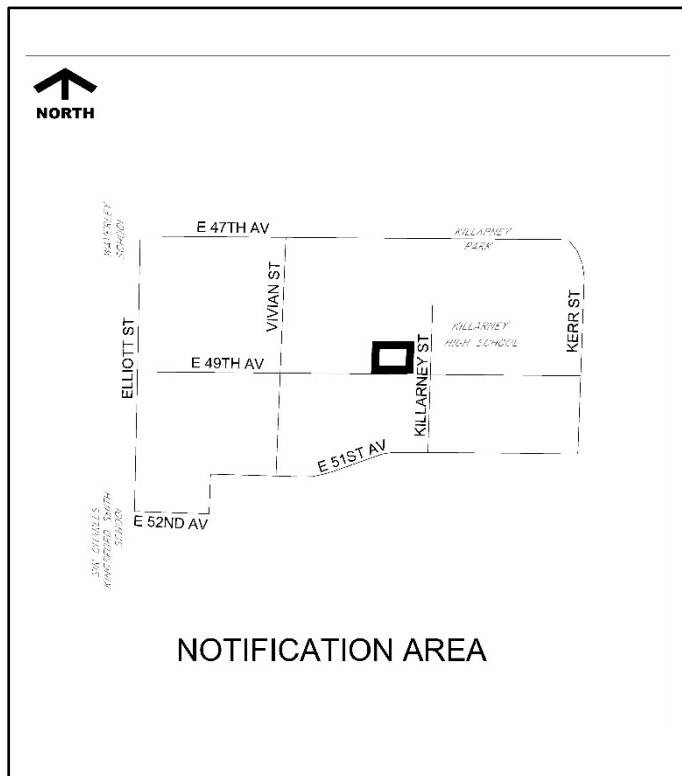 NORTH
WAVERLEY
SCHOOL
E 47TH AV
KILLARNEY
PARK
VIVIAN ST
ELLIOTT ST
KILLARNEY
HIGH SCHOOL
KERR ST
E 49TH AV
KILLARNEY ST
E 51ST AV
SIR CHARLES
KINGSFORD SMITH
SCHOOL
E 52ND AV
NOTIFICATION AREA